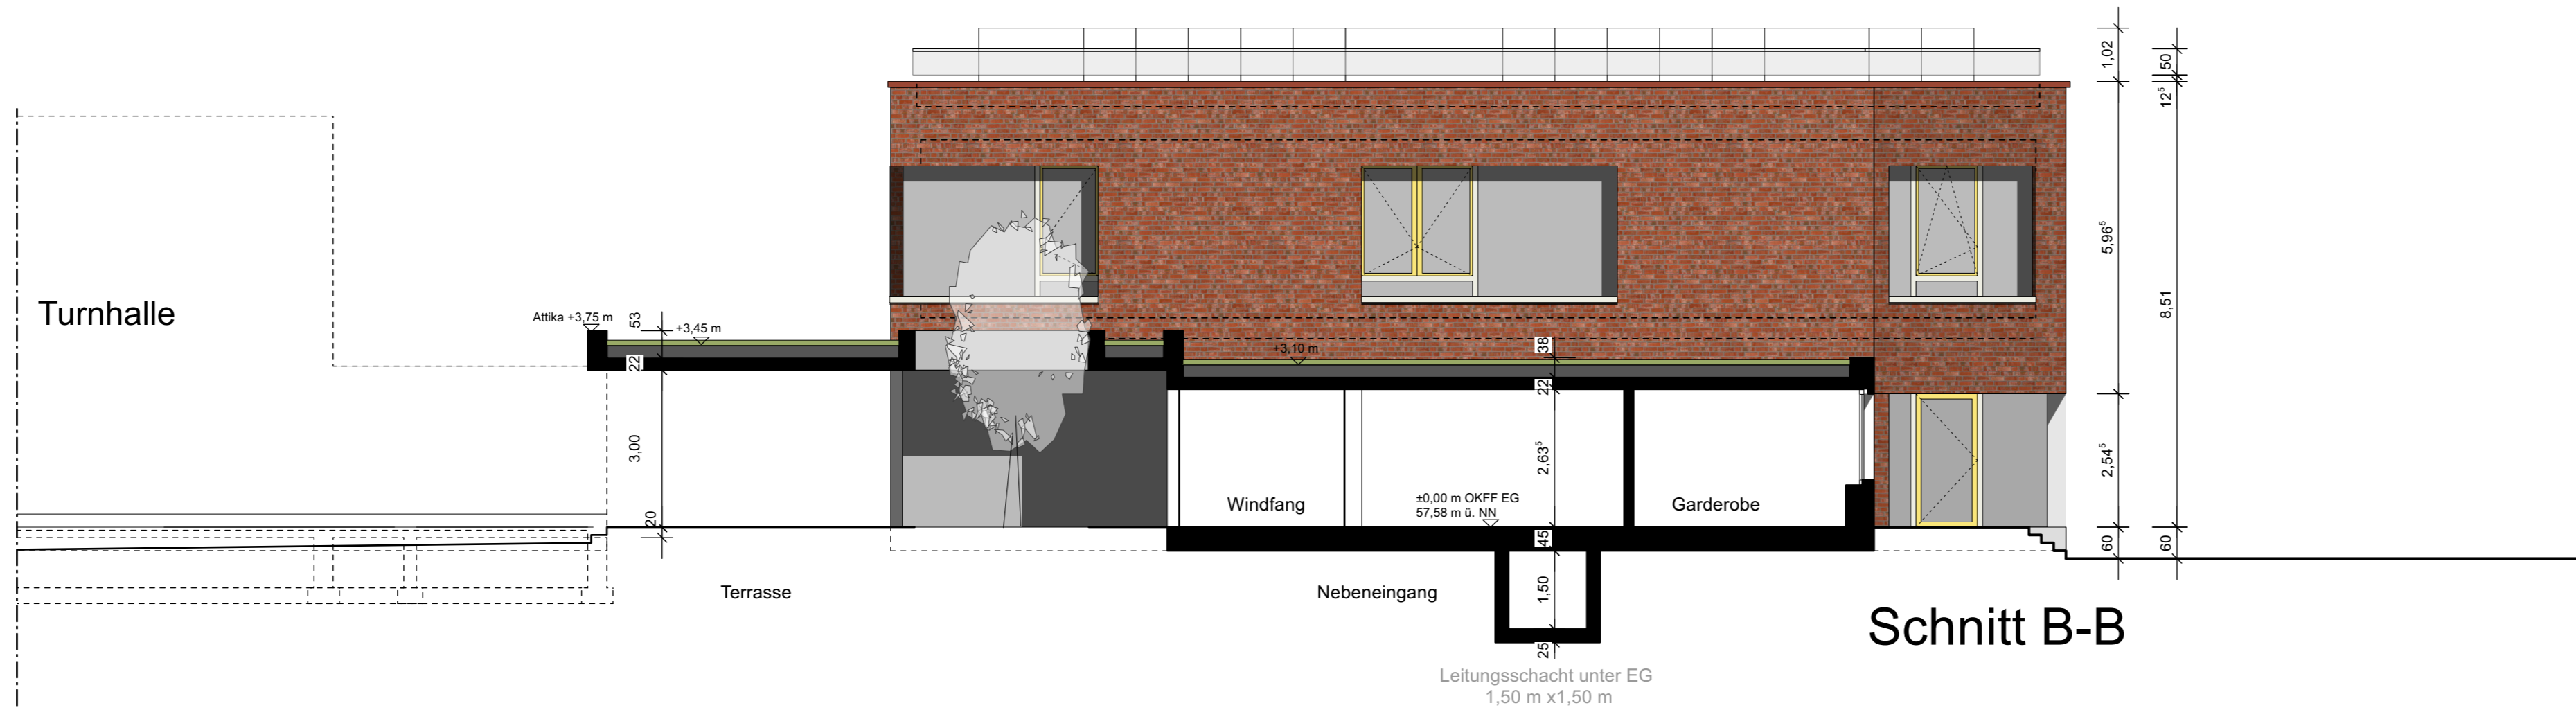 1,02
50
12⁵
Turnhalle
Attika +3,75 m
53
+3,45 m
22
3,00
20
+3,10 m
38
22
2,63⁵
5,96⁵
8,51
2,54⁵
Windfang
±0,00 m OKFF EG
57,58 m ü. NN
Garderobe
45
60
60
Terrasse
Nebeneingang
1,50
25
Schnitt B-B
Leitungsschacht unter EG
1,50 m x1,50 m